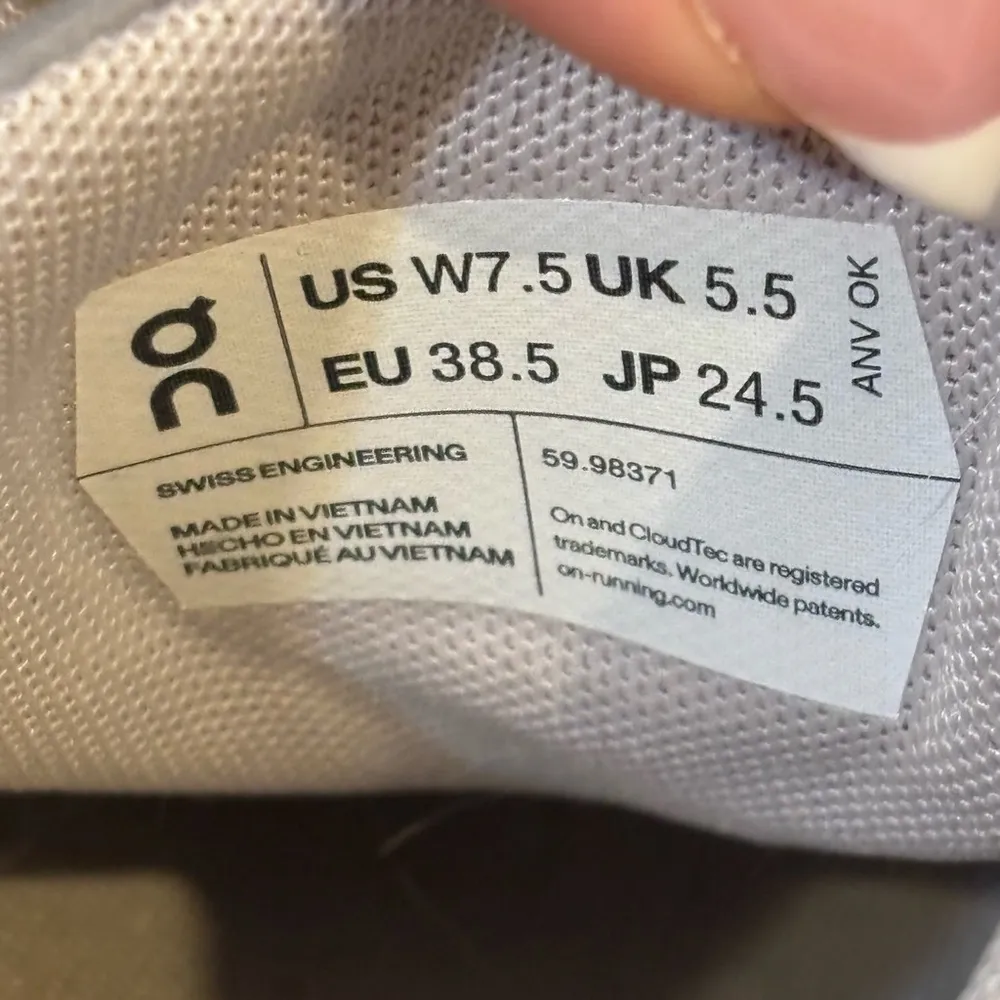 On
US W7.5 UK 5.5
EU 38.5 JP 24.5
ANV OK
SWISS ENGINEERING
MADE IN VIETNAM
HECHO EN VIETNAM
FABRIQUÉ AU VIETNAM
59.98371
On and CloudTec are registered
trademarks. Worldwide patents.
on-running.com